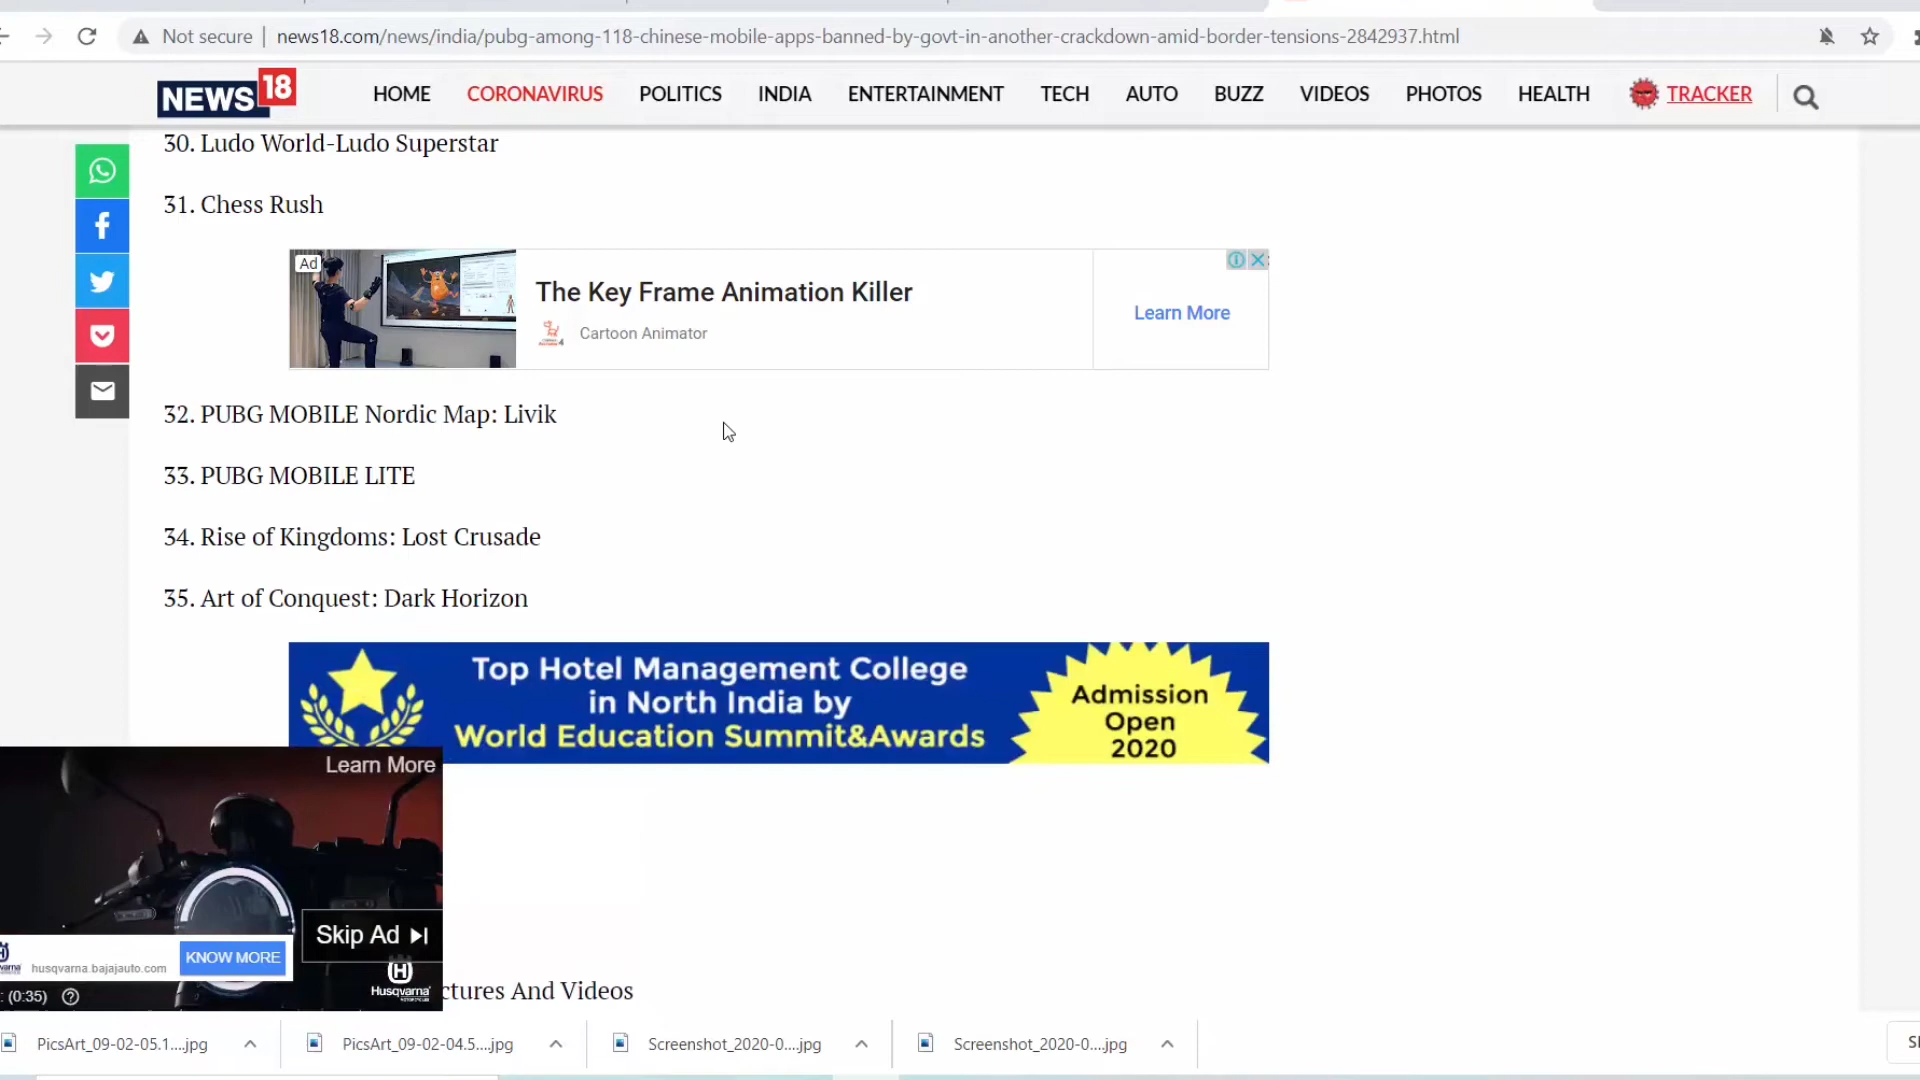 Not secure | news18.com/news/india/pubg-among-118-chinese-mobile-apps-banned-by-govt-in-another-crackdown-amid-border-tensions-2842937.html
NEWS 18 HOME CORONAVIRUS POLITICS INDIA ENTERTAINMENT TECH AUTO BUZZ VIDEOS PHOTOS HEALTH TRACKER
30. Ludo World-Ludo Superstar
31. Chess Rush
Ad
The Key Frame Animation Killer
Cartoon Animator
Learn More
32. PUBG MOBILE Nordic Map: Livik
33. PUBG MOBILE LITE
34. Rise of Kingdoms: Lost Crusade
35. Art of Conquest: Dark Horizon
Top Hotel Management College
in North India by
World Education Summit&Awards
Admission
Open
2020
Learn More
Skip Ad
husqvarna.bajajauto.com
KNOW MORE
Husqvarna
: (0:35)
ctures And Videos
PicsArt_09-02-05.1....jpg
PicsArt_09-02-04.5....jpg
Screenshot_2020-0....jpg
Screenshot_2020-0....jpg